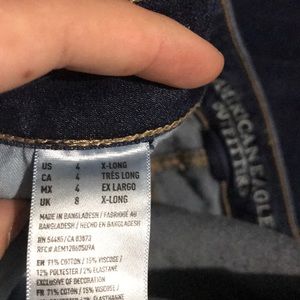 US 4 X-LONG
CA 4 TRÈS LONG
MX 4 EX LARGO
UK 8 X-LONG
MADE IN BANGLADESH / FABRIQUÉ AU
BANGLADESH / HECHO EN BANGLADESH
RN 54485/CA 03873
EN: 71% COTON / 15% VISCOSE /
12% POLYESTER / 2% ELASTANE
EXCLUSIVE OF DECORATION
FR: 71% COTON / 15% VISCOSE /
AMERICAN EAGLE
OUTFITTERS